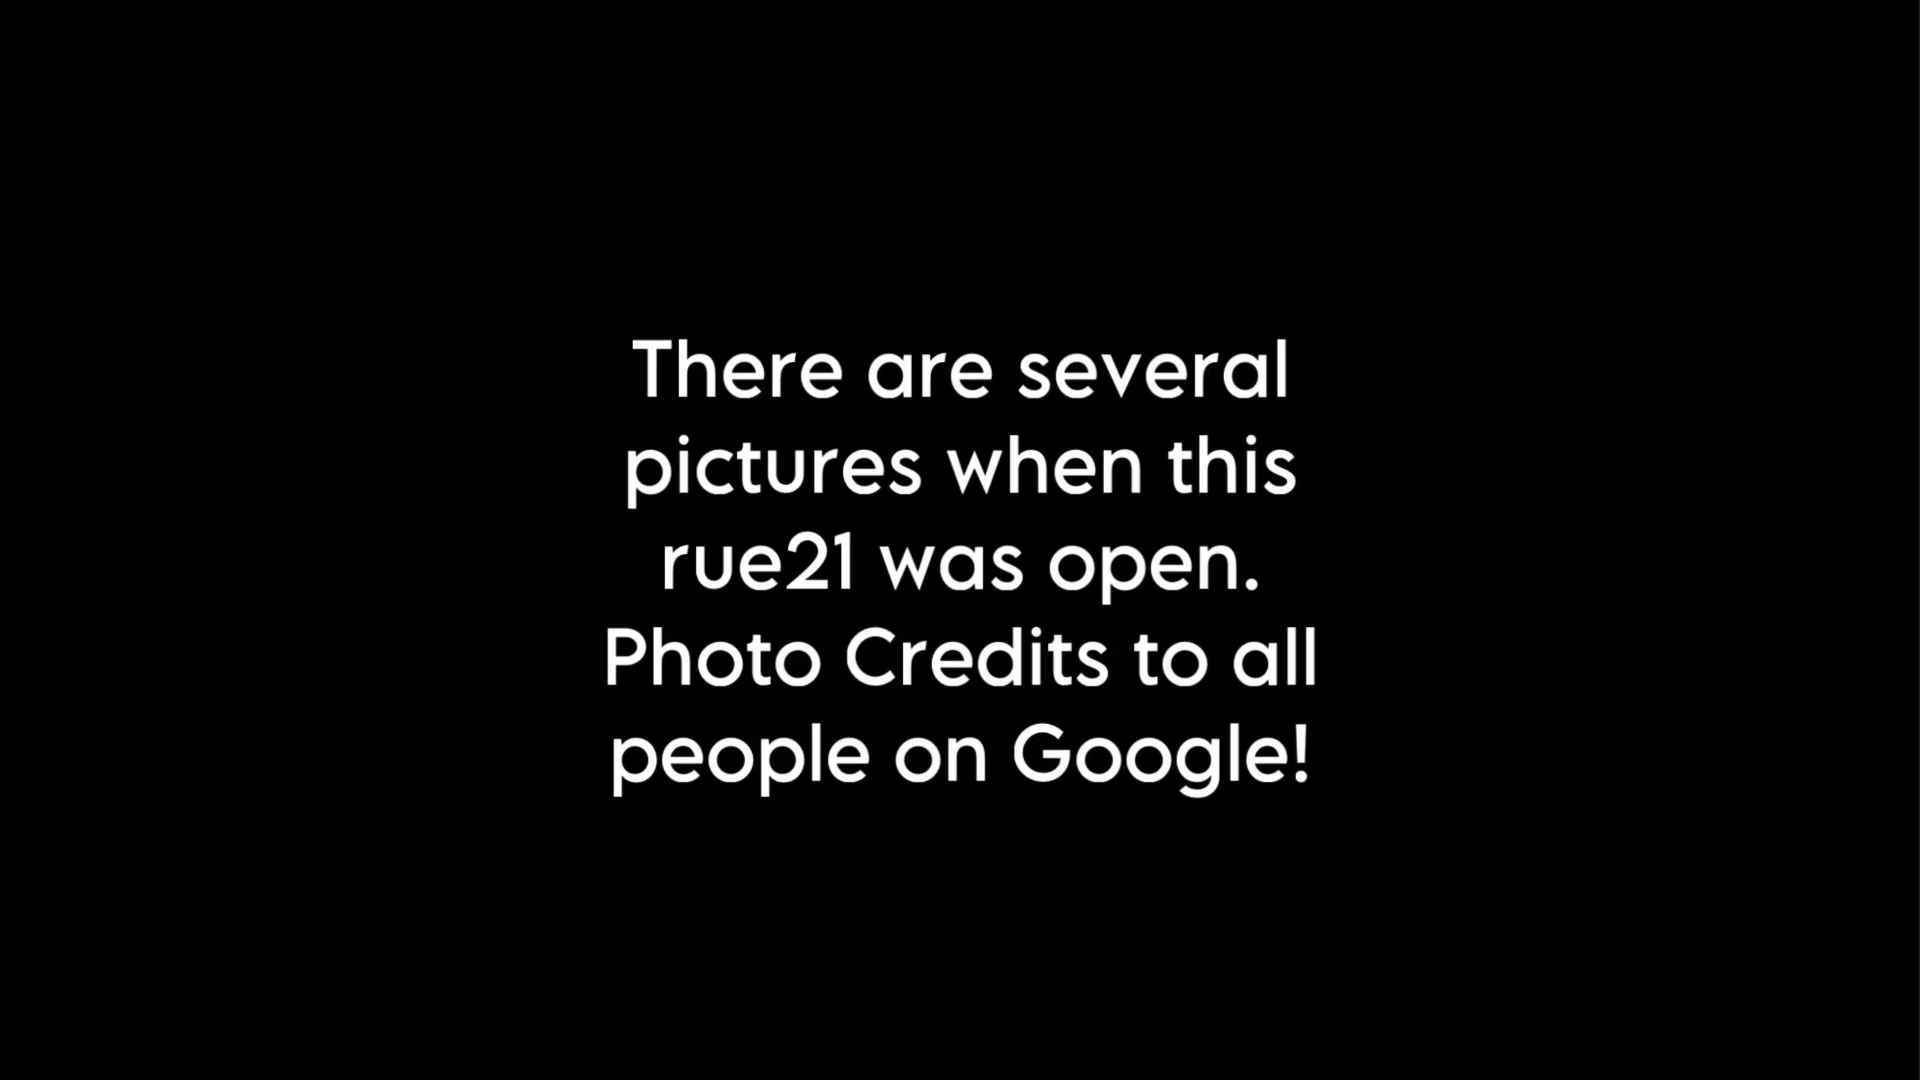 There are several
pictures when this
rue21 was open.
Photo Credits to all
people on Google!